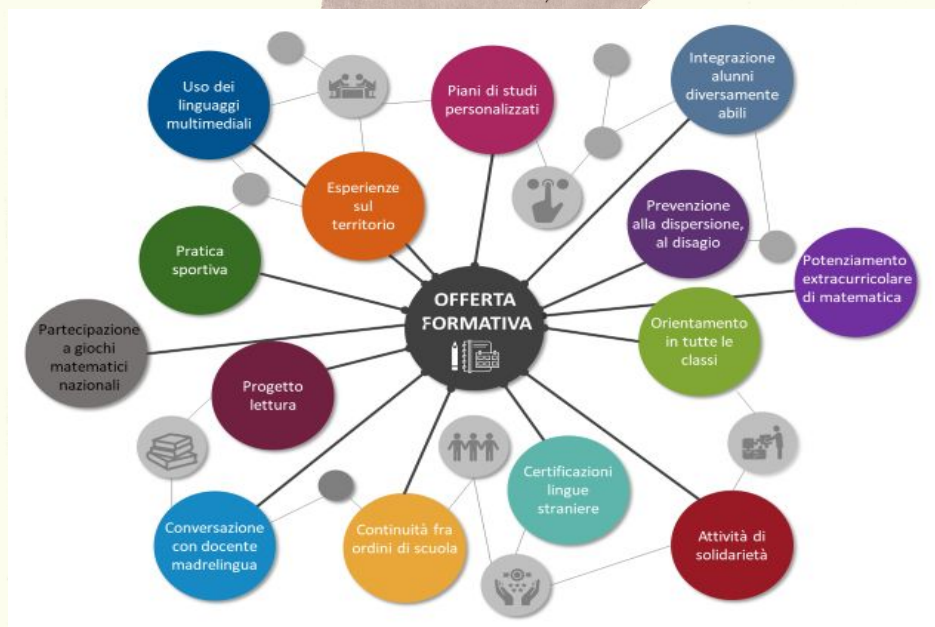 Uso dei
linguaggi
multimediali
Piani di studi
personalizzati
Integrazione
alunni
diversamente
abili
Esperienze
sul
territorio
Prevenzione
alla dispersione,
al disagio
Pratica
sportiva
Potenziamento
extracurricolare
di matematica
OFFERTA
FORMATIVA
Partecipazione
a giochi
matematici
nazionali
Orientamento
in tutte le
classi
Progetto
lettura
Certificazioni
lingue
straniere
Conversazione
con docente
madrelingua
Continuità fra
ordini di scuola
Attività di
solidarietà